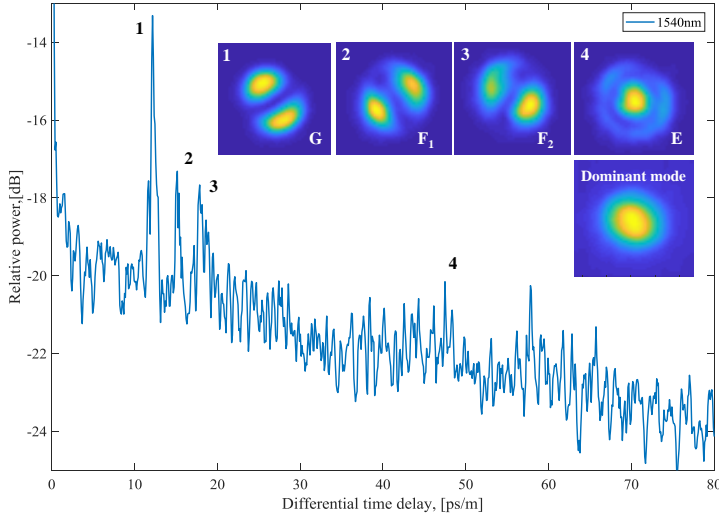 1540nm
-14
-16
-18
-20
-22
-24
Relative power,[dB]
0 10 20 30 40 50 60 70 80
Differential time delay, [ps/m]
1
2
3
4
1 G
2 F₁
3 F₂
4 E
Dominant mode